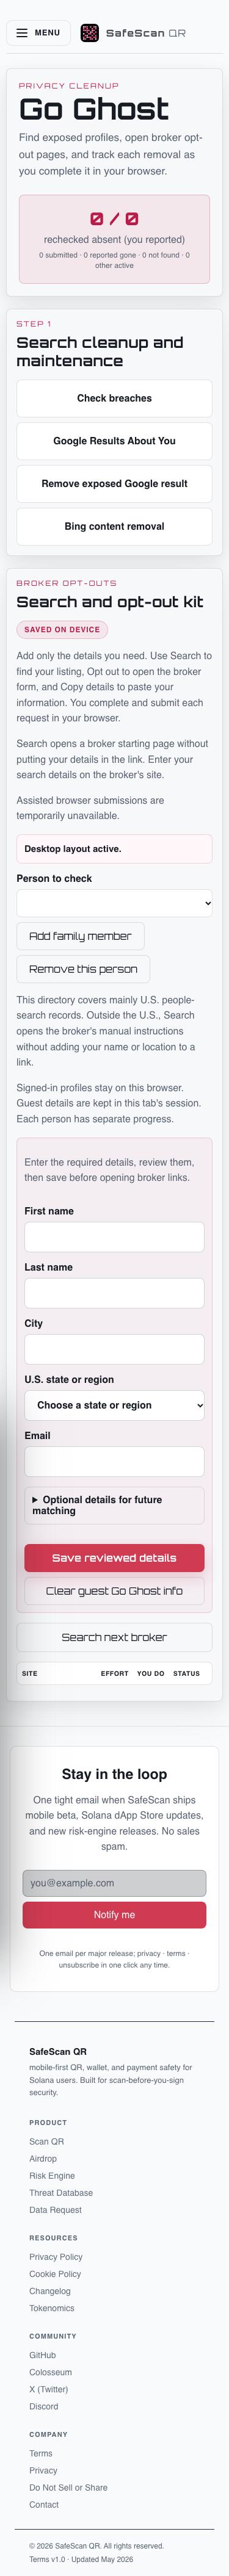 MENU
SafeScan QR
PRIVACY CLEANUP
Go Ghost
Find exposed profiles, open broker opt-
out pages, and track each removal as
you complete it in your browser.
0 / 0
rechecked absent (you reported)
0 submitted · 0 reported gone · 0 not found · 0
other active
STEP 1
Search cleanup and
maintenance
Check breaches
Google Results About You
Remove exposed Google result
Bing content removal
BROKER OPT-OUTS
Search and opt-out kit
SAVED ON DEVICE
Add only the details you need. Use Search to
find your listing, Opt out to open the broker
form, and Copy details to paste your
information. You complete and submit each
request in your browser.
Search opens a broker starting page without
putting your details in the link. Enter your
search details on the broker's site.
Assisted browser submissions are
temporarily unavailable.
Desktop layout active.
Person to check
Add family member
Remove this person
This directory covers mainly U.S. people-
search records. Outside the U.S., Search
opens the broker's manual instructions
without adding your name or location to a
link.
Signed-in profiles stay on this browser.
Guest details are kept in this tab's session.
Each person has separate progress.
Enter the required details, review them,
then save before opening broker links.
First name
Last name
City
U.S. state or region
Choose a state or region
Email
Optional details for future
matching
Save reviewed details
Clear guest Go Ghost info
Search next broker
SITE EFFORT YOU DO STATUS
Stay in the loop
One tight email when SafeScan ships
mobile beta, Solana dApp Store updates,
and new risk-engine releases. No sales
spam.
you@example.com
Notify me
One email per major release; privacy · terms ·
unsubscribe in one click any time.
SafeScan QR
mobile-first QR, wallet, and payment safety for
Solana users. Built for scan-before-you-sign
security.
PRODUCT
Scan QR
Airdrop
Risk Engine
Threat Database
Data Request
RESOURCES
Privacy Policy
Cookie Policy
Changelog
Tokenomics
COMMUNITY
GitHub
Colosseum
X (Twitter)
Discord
COMPANY
Terms
Privacy
Do Not Sell or Share
Contact
© 2026 SafeScan QR. All rights reserved.
Terms v1.0 · Updated May 2026